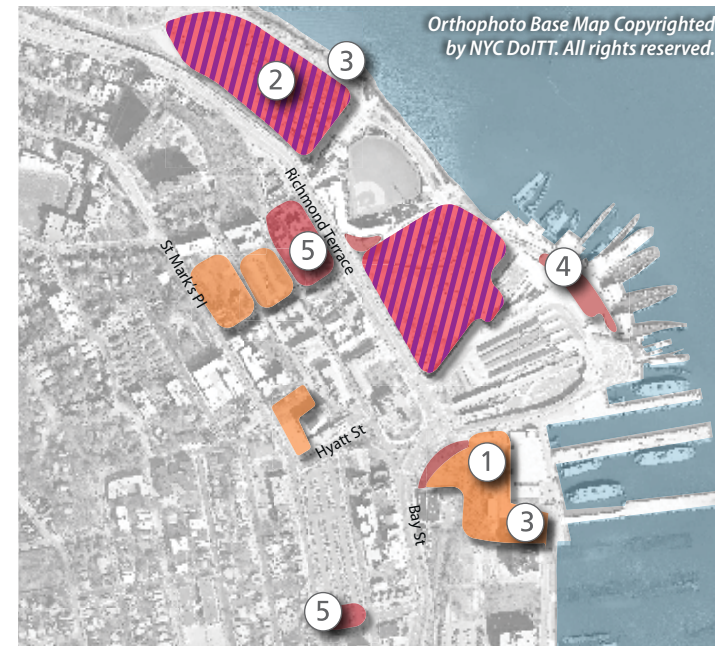 Orthophoto Base Map Copyrighted
by NYC DoITT. All rights reserved.
3
2
Richmond Terrace
5
4
St Mark's Pl
Hyatt St
1
Bay St
3
5